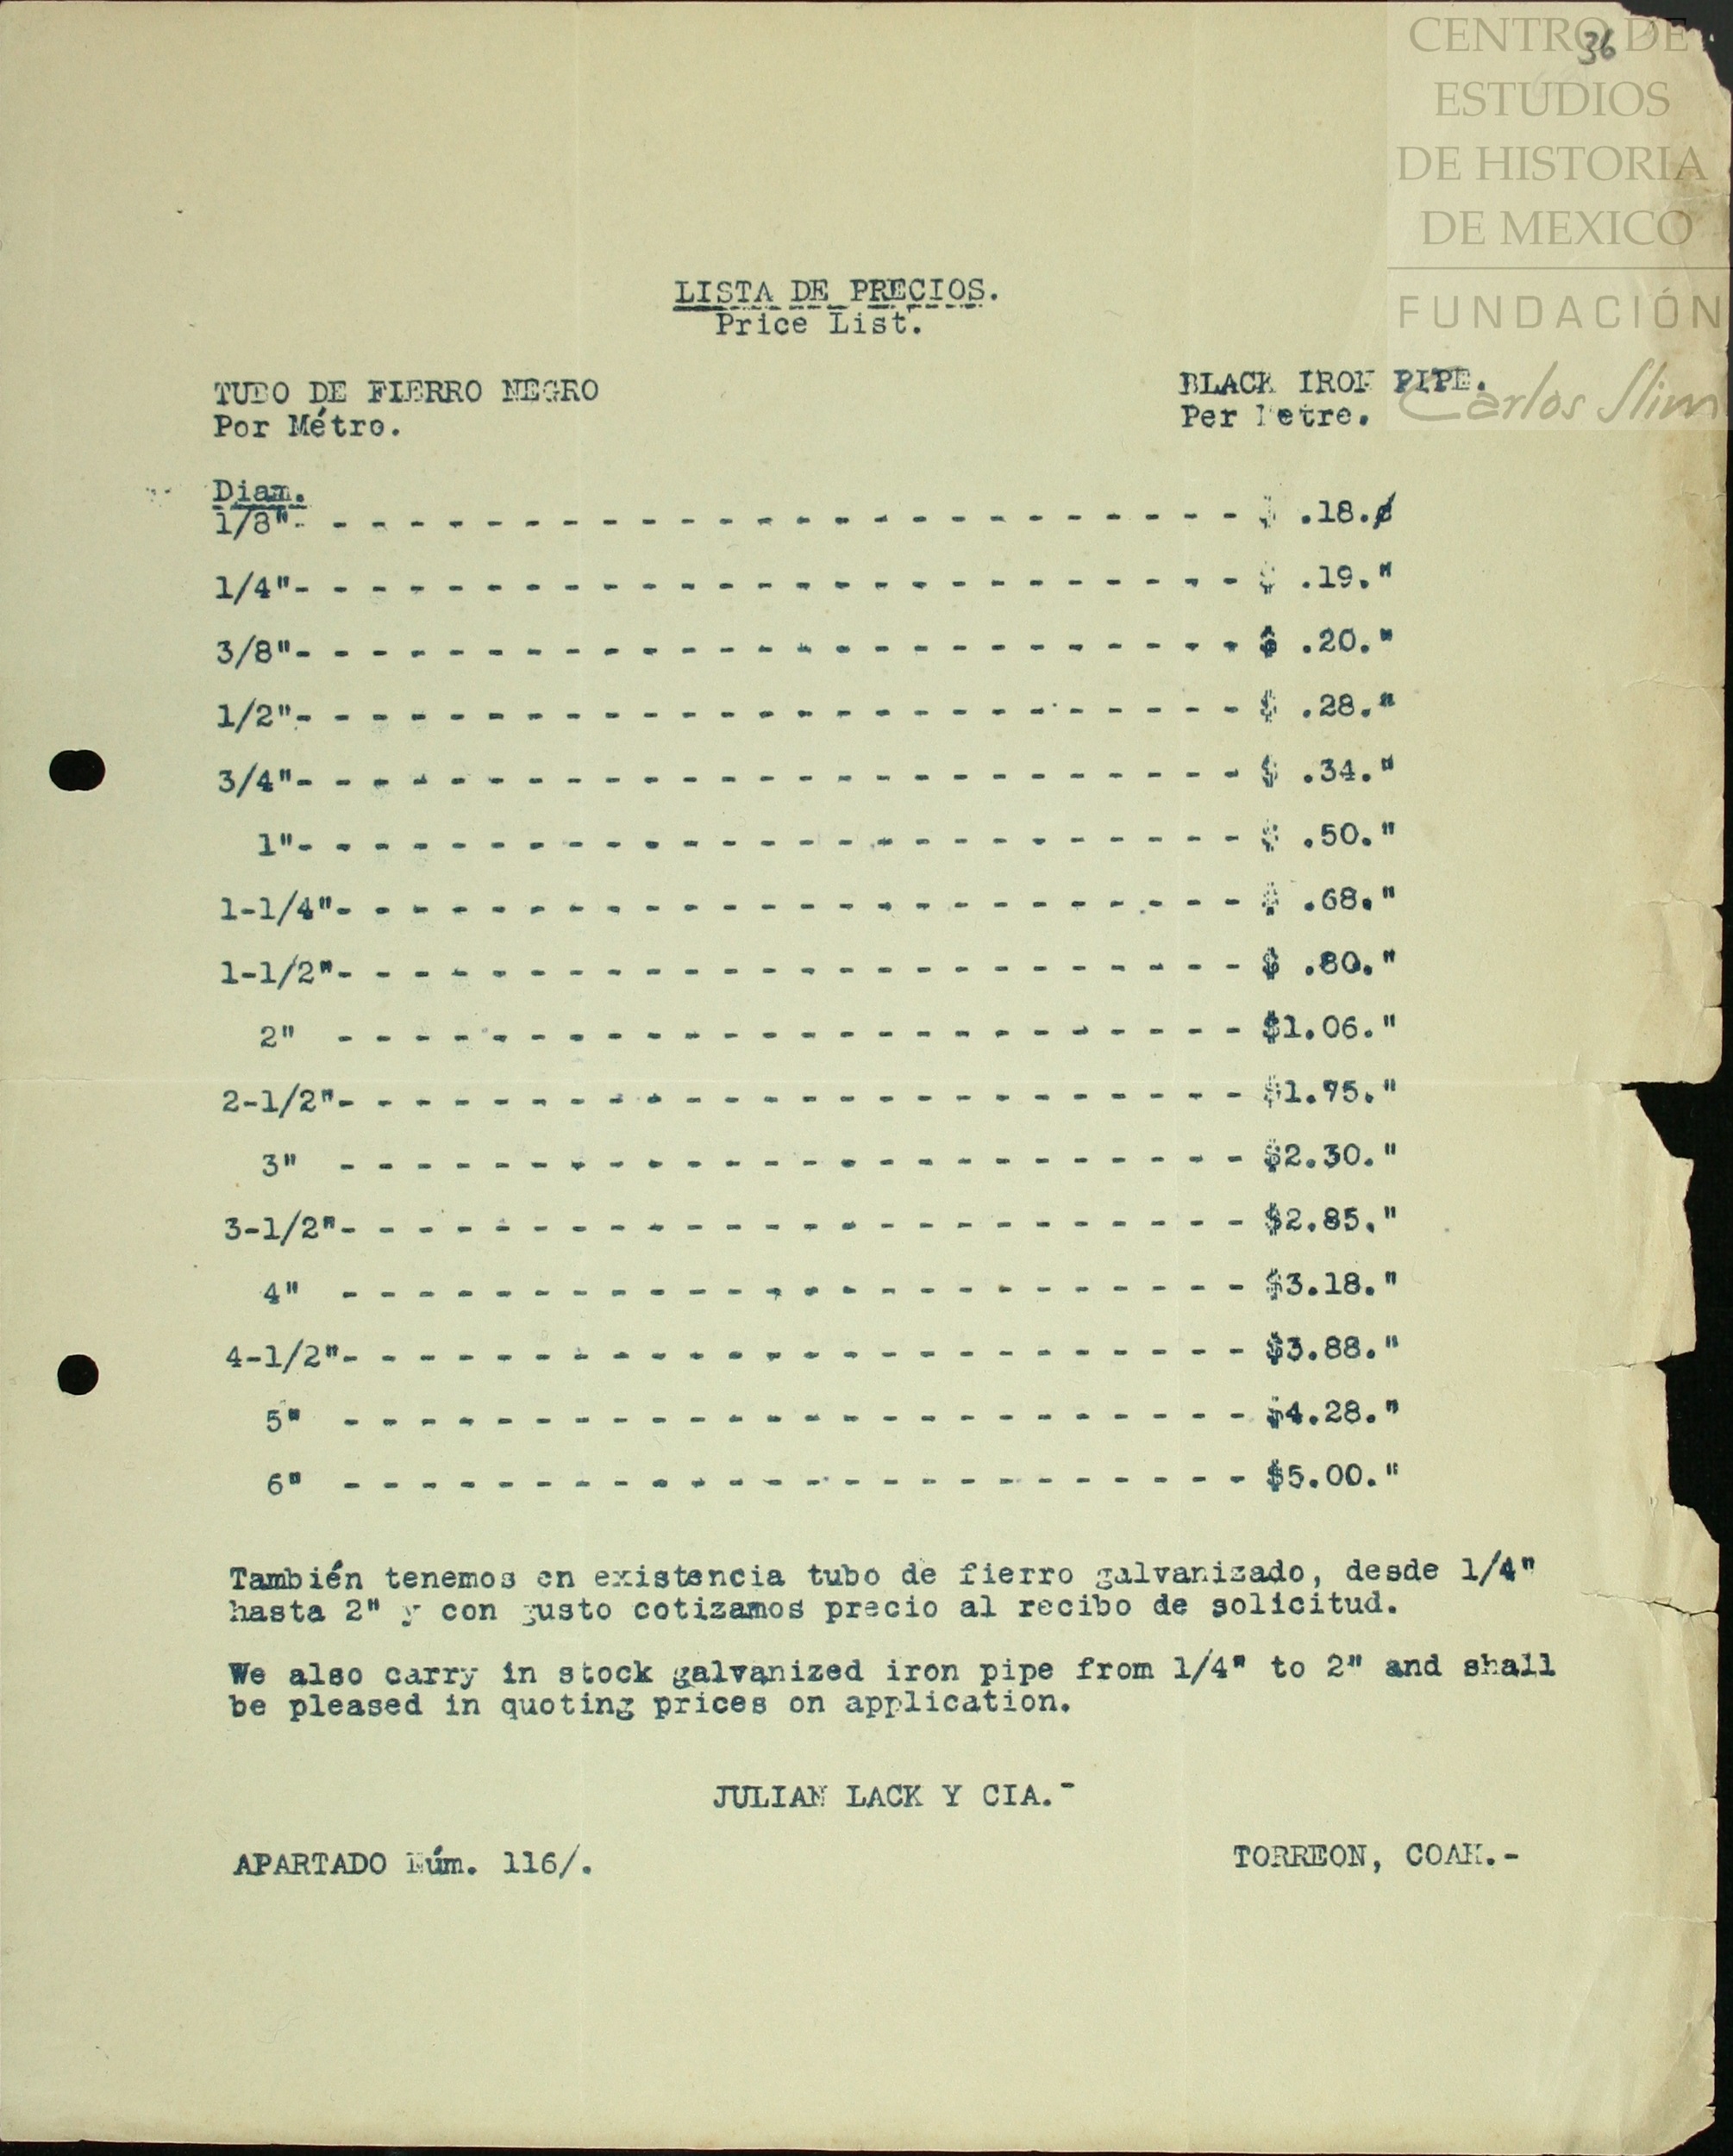 36
CENTRO DE
ESTUDIOS
DE HISTORIA
DE MEXICO
FUNDACIÓN
Carlos Slim
LISTA DE PRECIOS.
Price List.
TUBO DE FIERRO NEGRO BLACK IRON PIPE.
Por Métro. Per Metre.
Diam.
1/8"- - - - - - - - - - - - - - - - - - - - - - - - - $ .18.¢
1/4"- - - - - - - - - - - - - - - - - - - - - - - - - $ .19."
3/8"- - - - - - - - - - - - - - - - - - - - - - - - - $ .20."
1/2"- - - - - - - - - - - - - - - - - - - - - - - - - $ .28."
3/4"- - - - - - - - - - - - - - - - - - - - - - - - - $ .34."
1"- - - - - - - - - - - - - - - - - - - - - - - - - $ .50."
1-1/4"- - - - - - - - - - - - - - - - - - - - - - - - $ .68."
1-1/2"- - - - - - - - - - - - - - - - - - - - - - - - $ .80."
2" - - - - - - - - - - - - - - - - - - - - - - - - $1.06."
2-1/2"- - - - - - - - - - - - - - - - - - - - - - - - $1.75."
3" - - - - - - - - - - - - - - - - - - - - - - - - $2.30."
3-1/2"- - - - - - - - - - - - - - - - - - - - - - - - $2.85."
4" - - - - - - - - - - - - - - - - - - - - - - - - $3.18."
4-1/2"- - - - - - - - - - - - - - - - - - - - - - - - $3.88."
5" - - - - - - - - - - - - - - - - - - - - - - - - $4.28."
6" - - - - - - - - - - - - - - - - - - - - - - - - $5.00."
También tenemos en existencia tubo de fierro galvanizado, desde 1/4"
hasta 2" y con gusto cotizamos precio al recibo de solicitud.
We also carry in stock galvanized iron pipe from 1/4" to 2" and shall
be pleased in quoting prices on application.
JULIAN LACK Y CIA.-
APARTADO Núm. 116/. TORREON, COAH.-